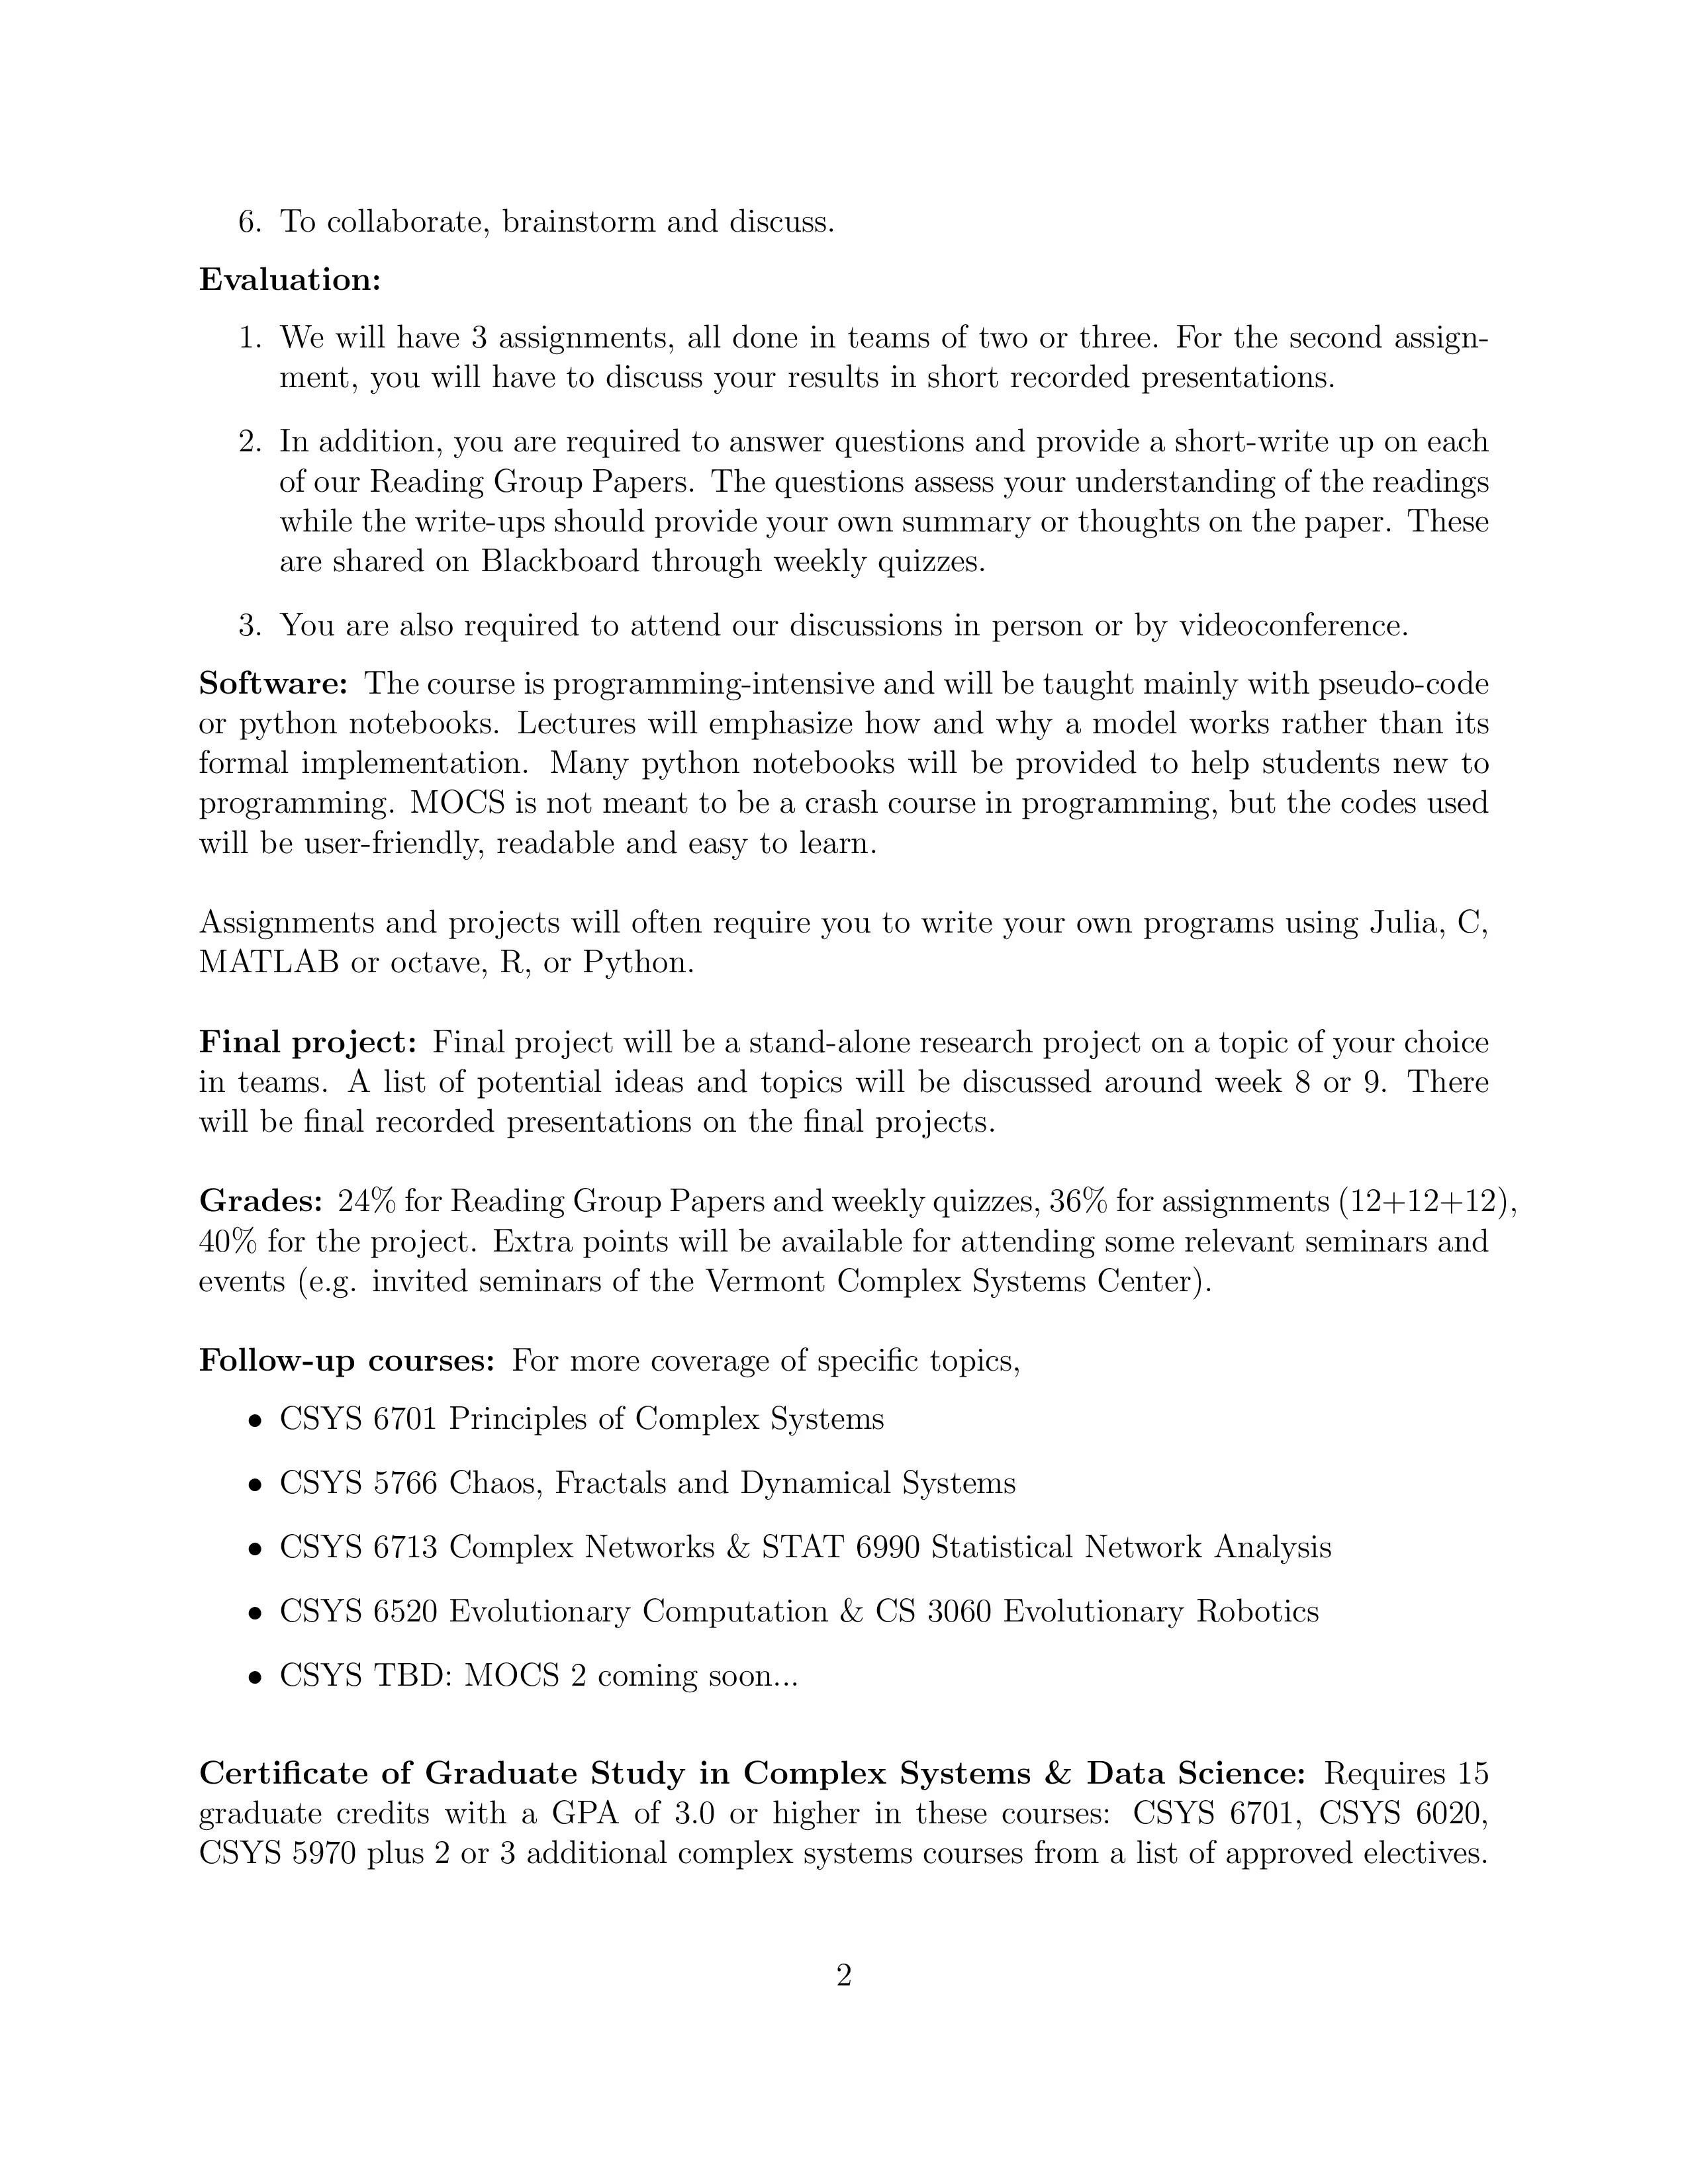 6. To collaborate, brainstorm and discuss.
Evaluation:
1. We will have 3 assignments, all done in teams of two or three. For the second assign-
ment, you will have to discuss your results in short recorded presentations.
2. In addition, you are required to answer questions and provide a short-write up on each
of our Reading Group Papers. The questions assess your understanding of the readings
while the write-ups should provide your own summary or thoughts on the paper. These
are shared on Blackboard through weekly quizzes.
3. You are also required to attend our discussions in person or by videoconference.
Software: The course is programming-intensive and will be taught mainly with pseudo-code
or python notebooks. Lectures will emphasize how and why a model works rather than its
formal implementation. Many python notebooks will be provided to help students new to
programming. MOCS is not meant to be a crash course in programming, but the codes used
will be user-friendly, readable and easy to learn.
Assignments and projects will often require you to write your own programs using Julia, C,
MATLAB or octave, R, or Python.
Final project: Final project will be a stand-alone research project on a topic of your choice
in teams. A list of potential ideas and topics will be discussed around week 8 or 9. There
will be final recorded presentations on the final projects.
Grades: 24% for Reading Group Papers and weekly quizzes, 36% for assignments (12+12+12),
40% for the project. Extra points will be available for attending some relevant seminars and
events (e.g. invited seminars of the Vermont Complex Systems Center).
Follow-up courses: For more coverage of specific topics,
• CSYS 6701 Principles of Complex Systems
• CSYS 5766 Chaos, Fractals and Dynamical Systems
• CSYS 6713 Complex Networks & STAT 6990 Statistical Network Analysis
• CSYS 6520 Evolutionary Computation & CS 3060 Evolutionary Robotics
• CSYS TBD: MOCS 2 coming soon...
Certificate of Graduate Study in Complex Systems & Data Science: Requires 15
graduate credits with a GPA of 3.0 or higher in these courses: CSYS 6701, CSYS 6020,
CSYS 5970 plus 2 or 3 additional complex systems courses from a list of approved electives.
2